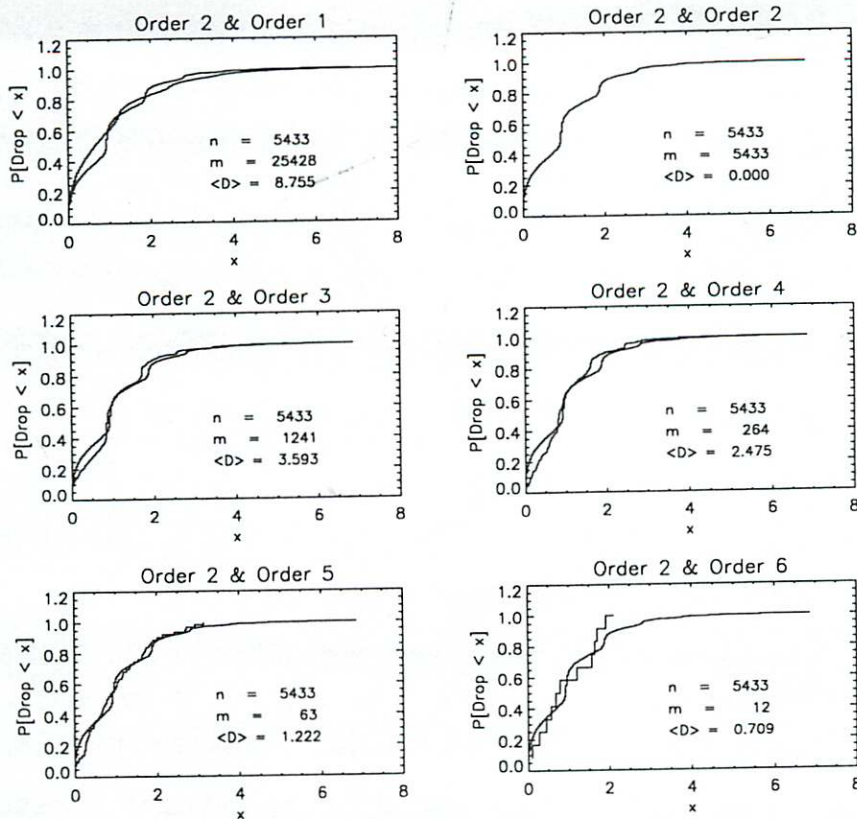 Order 2 & Order 1
P[Drop < x]
1.2
1.0
0.8
0.6
0.4
0.2
0.0
n = 5433
m = 25428
<D> = 8.755
0 2 4 6 8
x
Order 2 & Order 2
P[Drop < x]
1.2
1.0
0.8
0.6
0.4
0.2
0.0
n = 5433
m = 5433
<D> = 0.000
0 2 4 6 8
x
Order 2 & Order 3
P[Drop < x]
1.2
1.0
0.8
0.6
0.4
0.2
0.0
n = 5433
m = 1241
<D> = 3.593
0 2 4 6 8
x
Order 2 & Order 4
P[Drop < x]
1.2
1.0
0.8
0.6
0.4
0.2
0.0
n = 5433
m = 264
<D> = 2.475
0 2 4 6 8
x
Order 2 & Order 5
P[Drop < x]
1.2
1.0
0.8
0.6
0.4
0.2
0.0
n = 5433
m = 63
<D> = 1.222
0 2 4 6 8
x
Order 2 & Order 6
P[Drop < x]
1.2
1.0
0.8
0.6
0.4
0.2
0.0
n = 5433
m = 12
<D> = 0.709
0 2 4 6 8
x